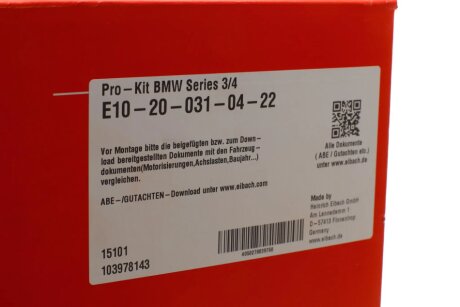 Pro-Kit BMW Series 3/4
E10-20-031-04-22
Vor Montage bitte die beigefügten bzw. zum Down-
load bereitgestellten Dokumente mit den Fahrzeug-
dokumenten(Motorisierungen,Achslasten,Baujahr...)
vergleichen.
ABE-/GUTACHTEN-Download unter www.eibach.com
15101
103978143
Alle Dokumente
( ABE / Gutachten etc.)
unter www.eibach.de
Made by
Heinrich Eibach GmbH
Am Lennedamm 1
D-57413 Finnentrop
Germany
www.eibach.de